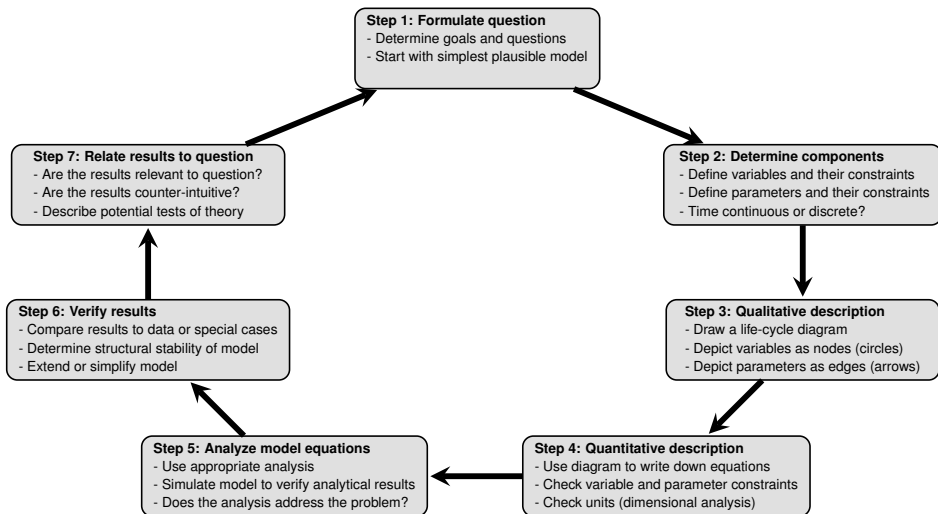 Step 1: Formulate question
- Determine goals and questions
- Start with simplest plausible model
Step 2: Determine components
- Define variables and their constraints
- Define parameters and their constraints
- Time continuous or discrete?
Step 3: Qualitative description
- Draw a life-cycle diagram
- Depict variables as nodes (circles)
- Depict parameters as edges (arrows)
Step 4: Quantitative description
- Use diagram to write down equations
- Check variable and parameter constraints
- Check units (dimensional analysis)
Step 5: Analyze model equations
- Use appropriate analysis
- Simulate model to verify analytical results
- Does the analysis address the problem?
Step 6: Verify results
- Compare results to data or special cases
- Determine structural stability of model
- Extend or simplify model
Step 7: Relate results to question
- Are the results relevant to question?
- Are the results counter-intuitive?
- Describe potential tests of theory